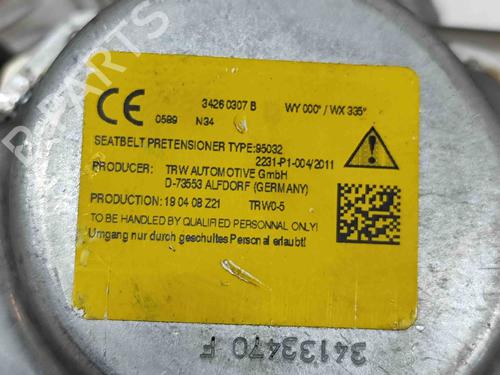 B-PARTS
CE
0589 N34
3426 0307 B WY 000°/ WX 335°
SEATBELT PRETENSIONER TYPE:95032
2231-P1-004/2011
PRODUCER: TRW AUTOMOTIVE GmbH
D-73553 ALFDORF (GERMANY)
PRODUCTION: 19 04 08 Z21 TRW0-5
TO BE HANDLED BY QUALIFIED PERSONNAL ONLY!
Umgang nur durch geschultes Personal erlaubt!
34133470 F